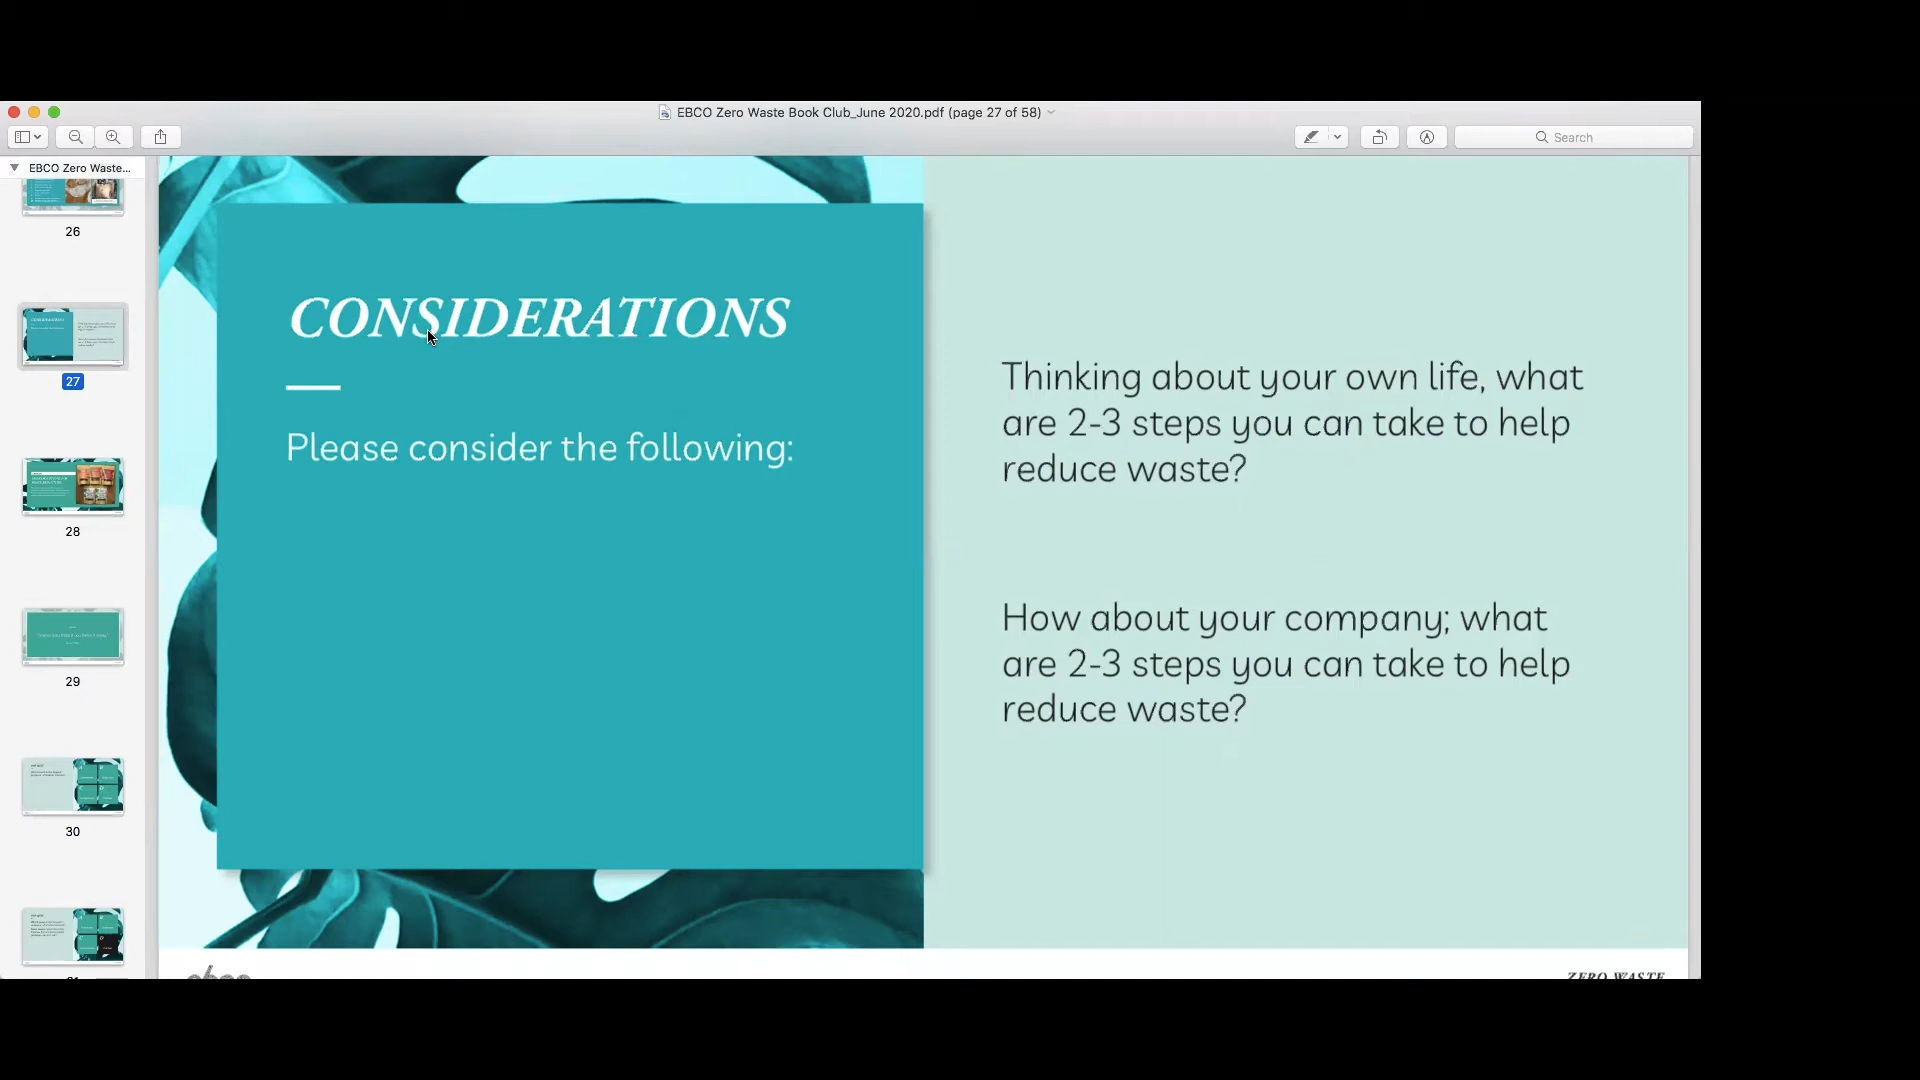 EBCO Zero Waste Book Club_June 2020.pdf (page 27 of 58)
Search
EBCO Zero Waste...
26
27
28
29
30
CONSIDERATIONS
Please consider the following:
Thinking about your own life, what
are 2-3 steps you can take to help
reduce waste?
How about your company; what
are 2-3 steps you can take to help
reduce waste?
ZERO WASTE